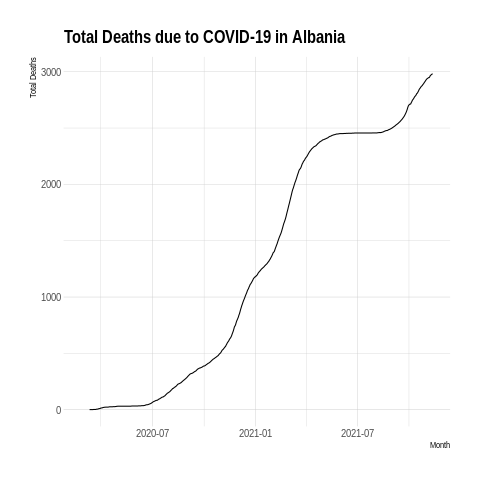 Total Deaths due to COVID-19 in Albania
Total Deaths
3000
2000
1000
0
2020-07 2021-01 2021-07
Month